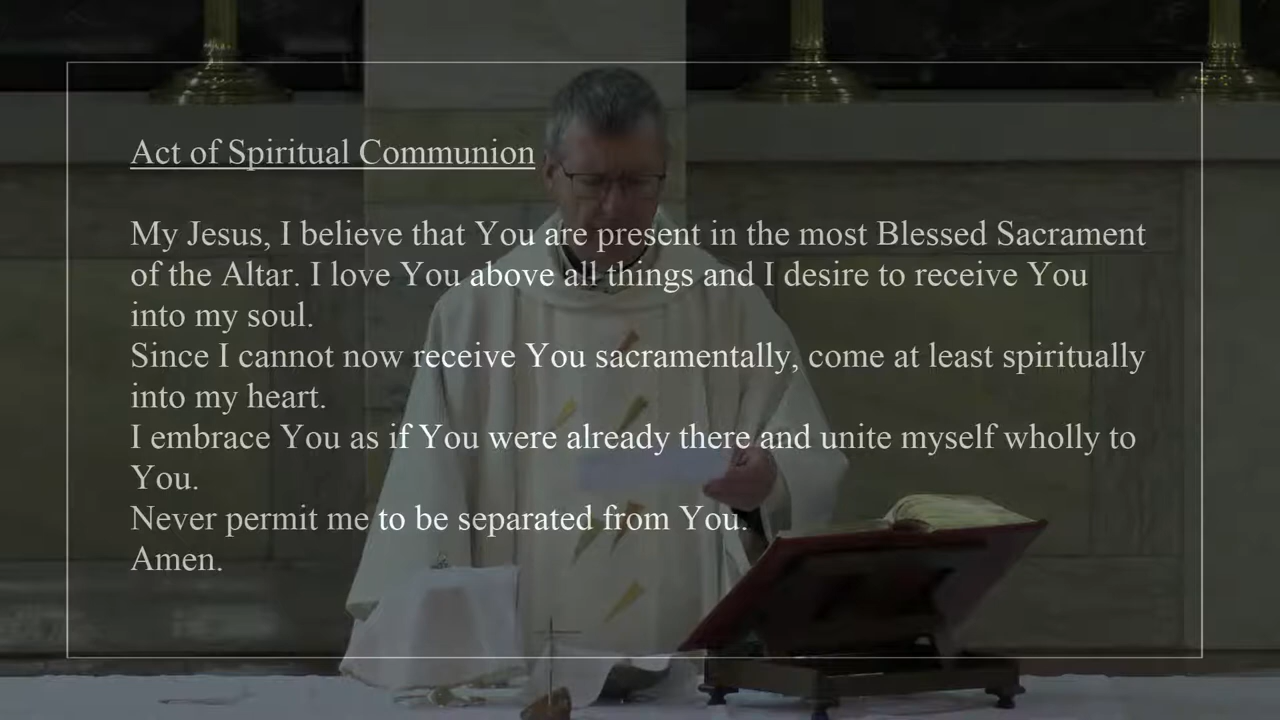 Act of Spiritual Communion
My Jesus, I believe that You are present in the most Blessed Sacrament
of the Altar. I love You above all things and I desire to receive You
into my soul.
Since I cannot now receive You sacramentally, come at least spiritually
into my heart.
I embrace You as if You were already there and unite myself wholly to
You.
Never permit me to be separated from You.
Amen.